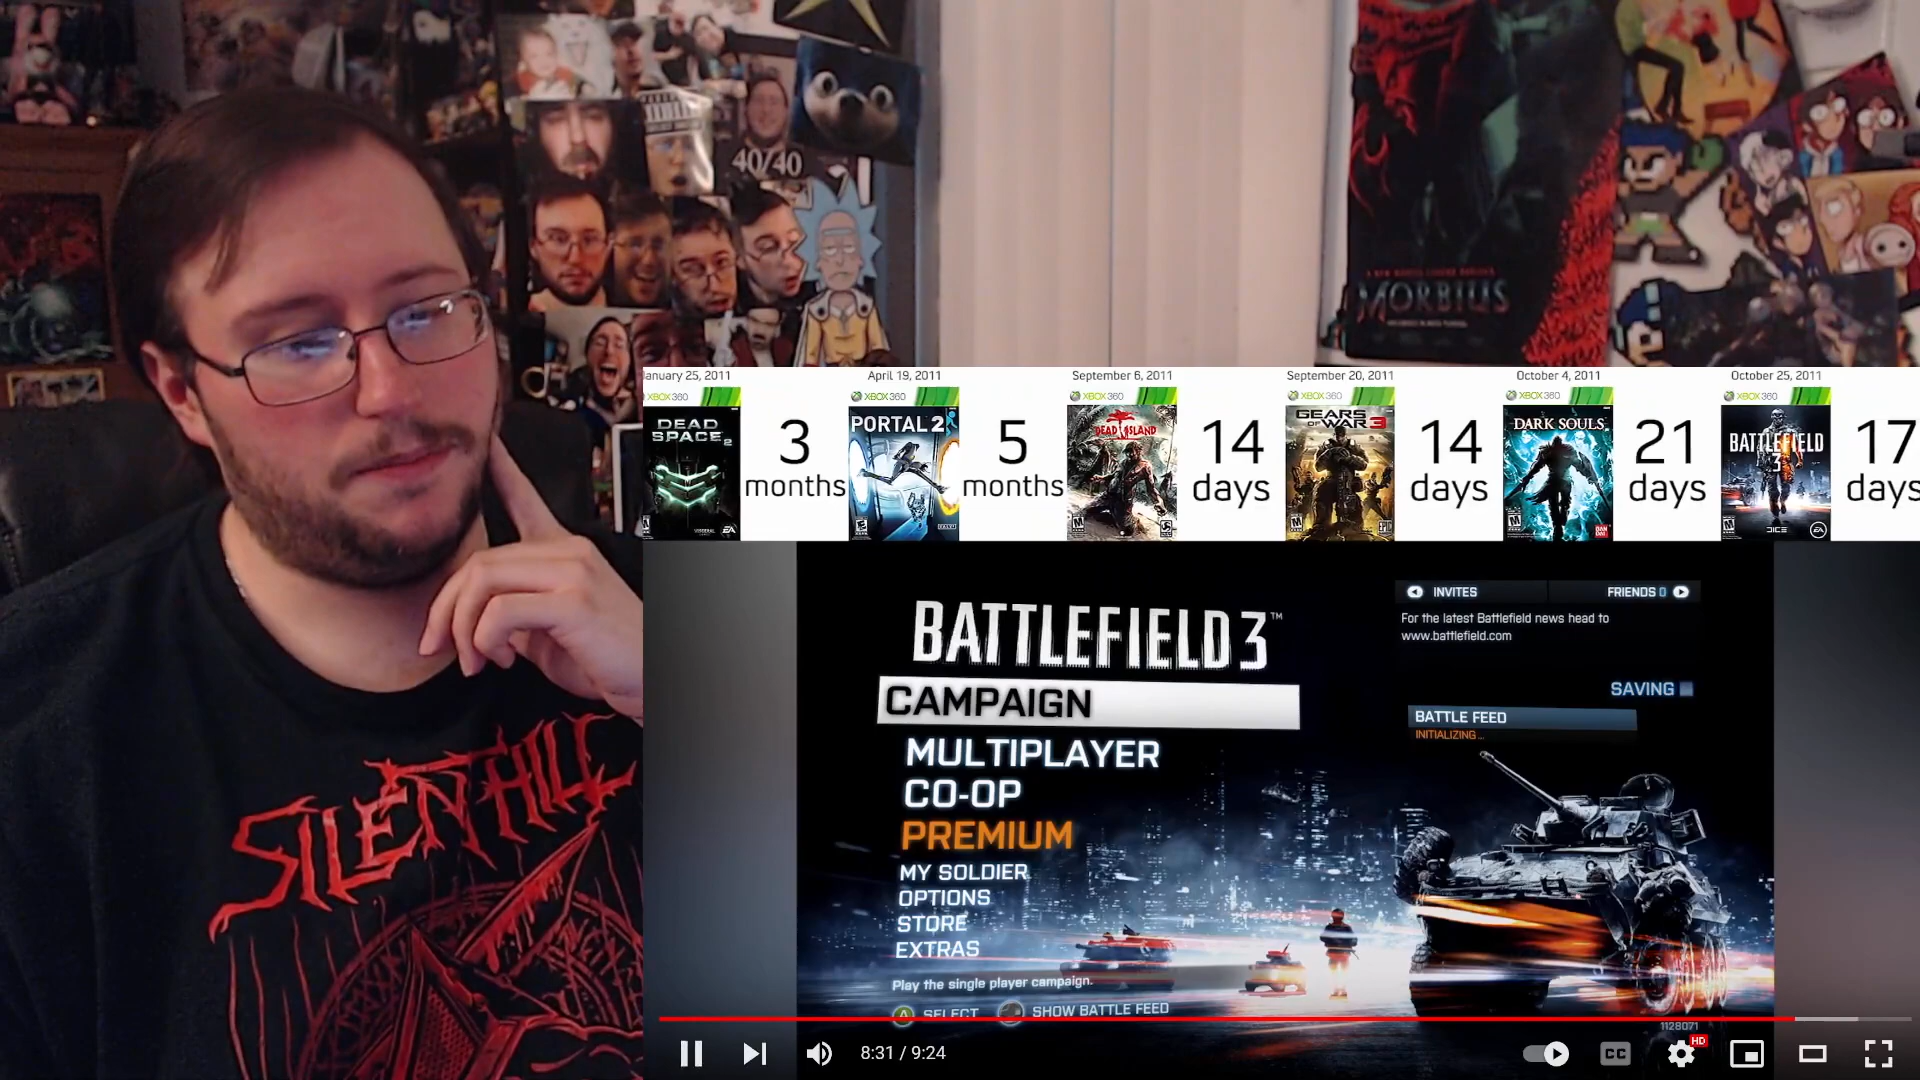 40/40
MORBIUS
SILENT HILL
January 25, 2011
April 19, 2011
September 6, 2011
September 20, 2011
October 4, 2011
October 25, 2011
XBOX 360
XBOX 360
XBOX 360
XBOX 360
XBOX 360
XBOX 360
DEAD SPACE 2
3 months
PORTAL 2
5 months
DEAD ISLAND
14 days
GEARS OF WAR 3
14 days
DARK SOULS
21 days
BATTLEFIELD 3
17 days
BATTLEFIELD 3™
CAMPAIGN
MULTIPLAYER
CO-OP
PREMIUM
MY SOLDIER
OPTIONS
STORE
EXTRAS
Play the single player campaign.
A SELECT
SHOW BATTLE FEED
INVITES
FRIENDS 0
For the latest Battlefield news head to
www.battlefield.com
SAVING
BATTLE FEED
INITIALIZING ...
1128071
8:31 / 9:24
CC
HD